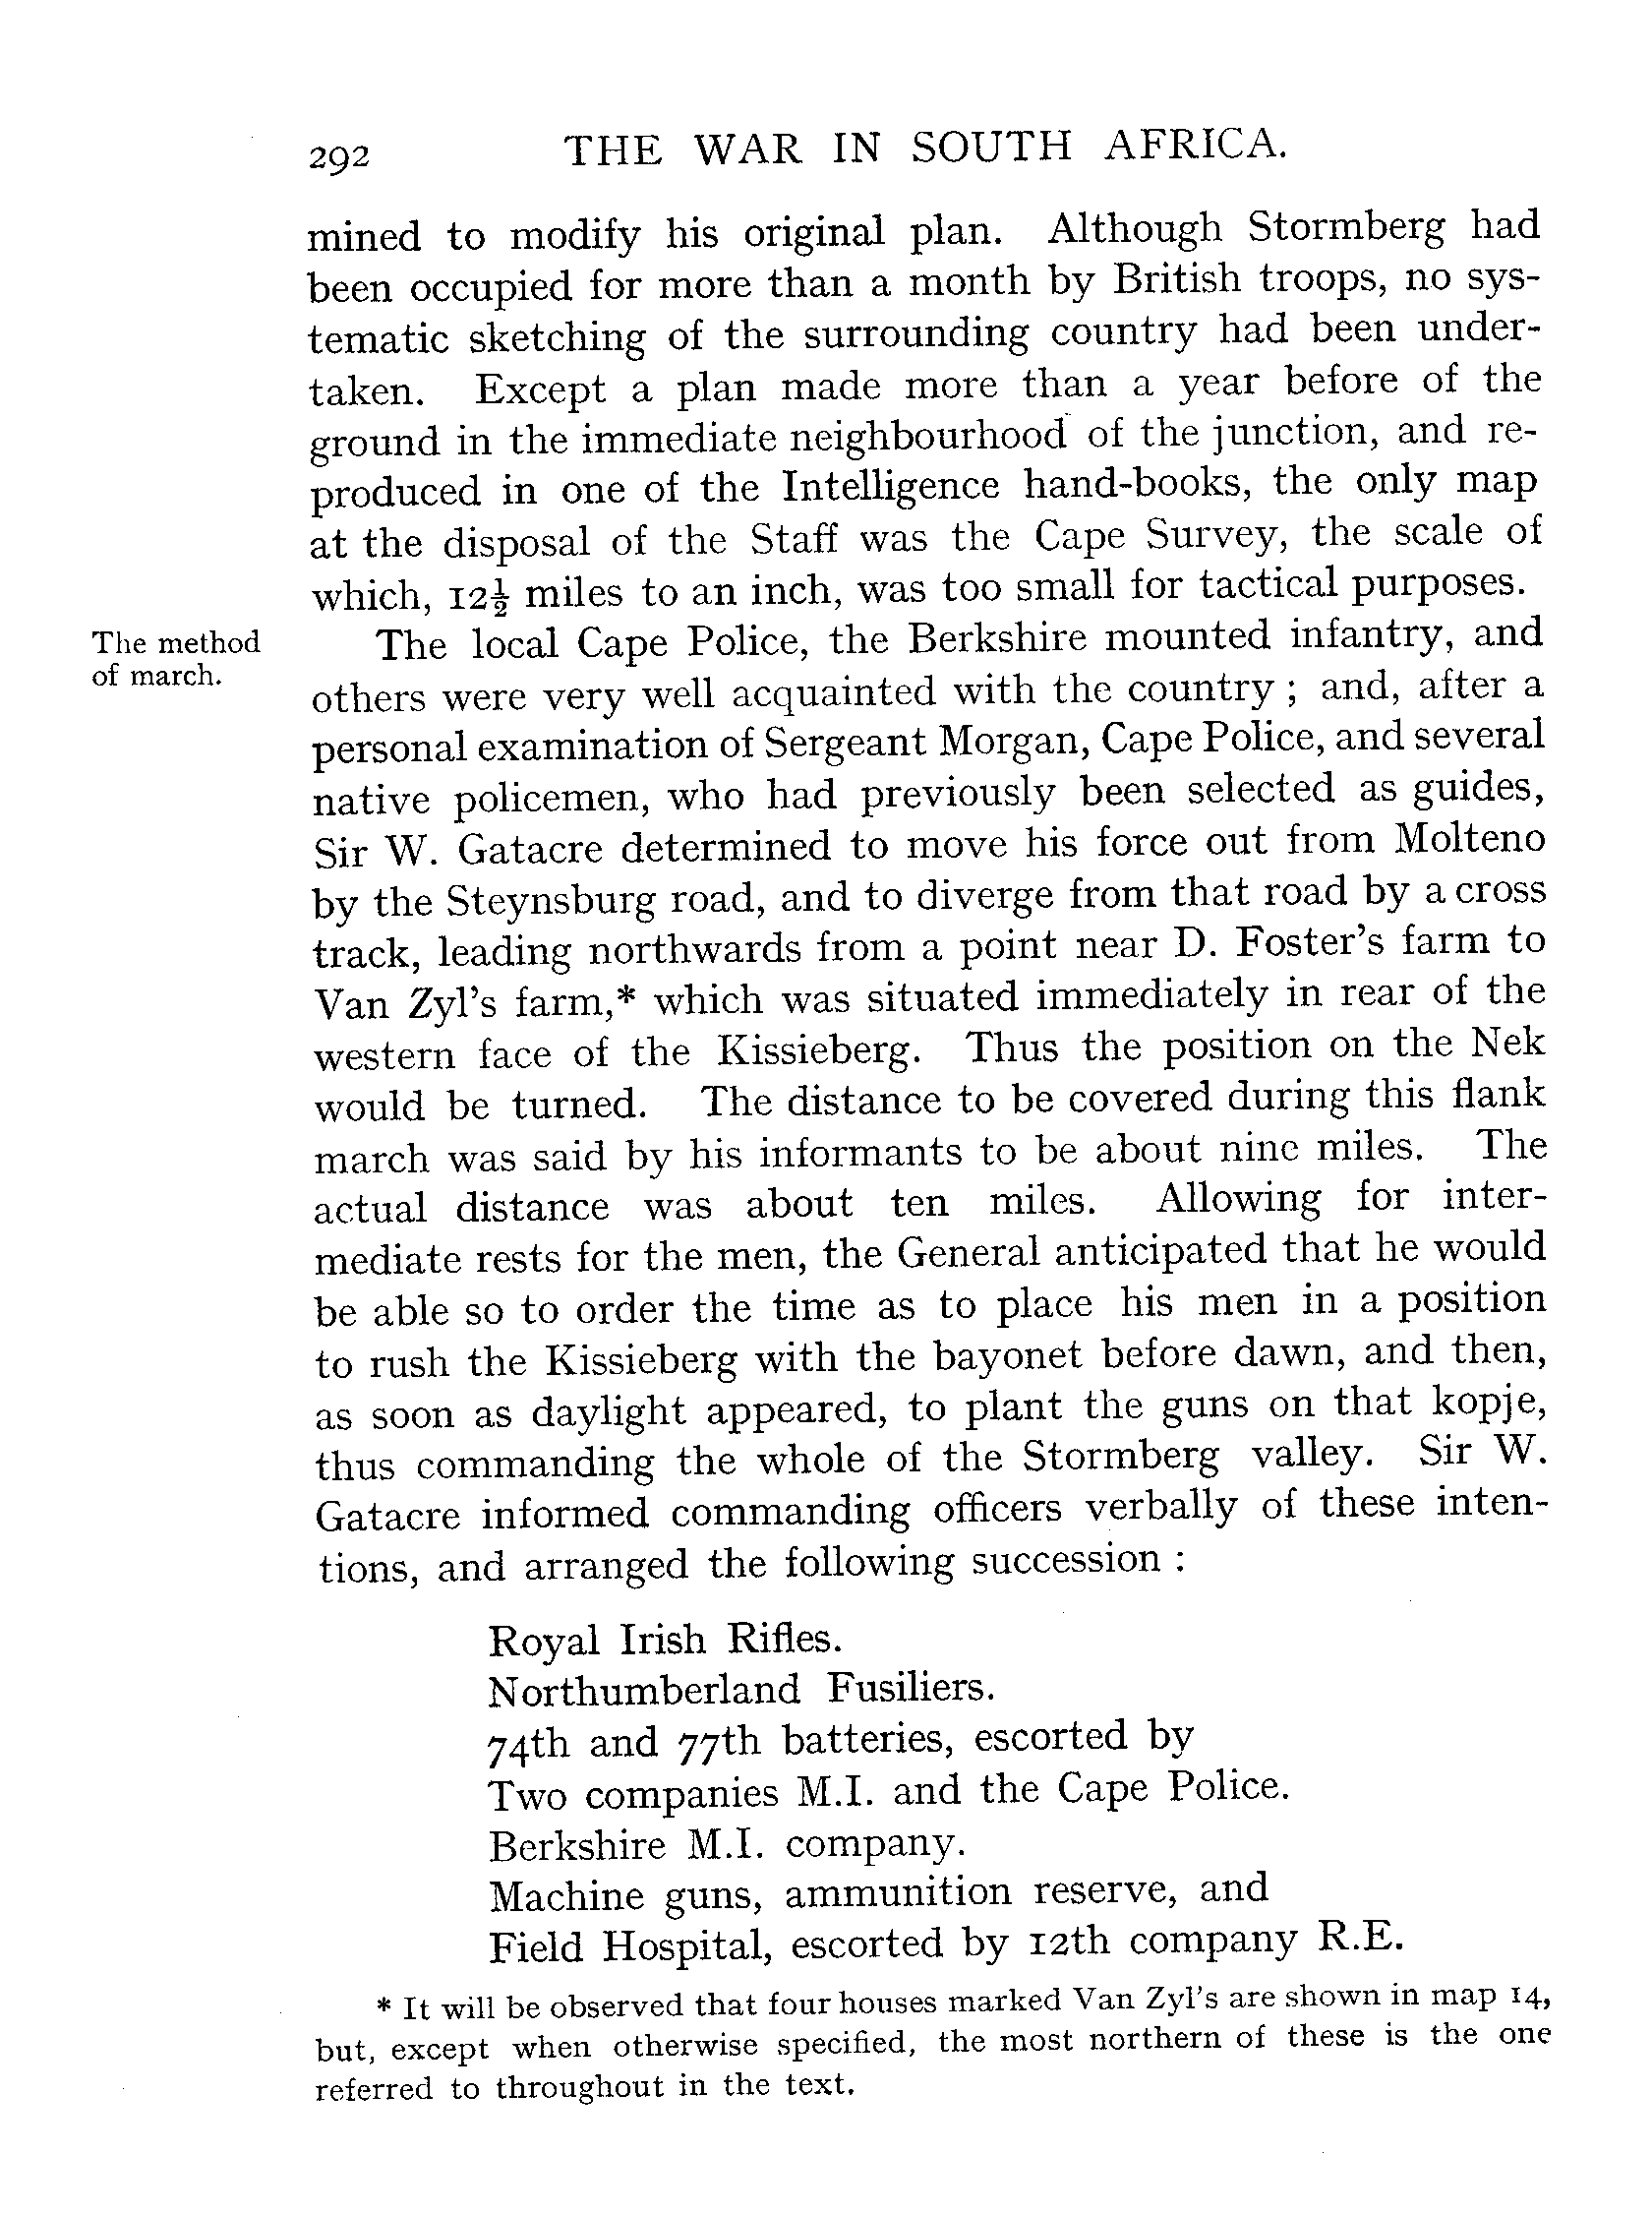 292 THE WAR IN SOUTH AFRICA.
mined to modify his original plan. Although Stormberg had
been occupied for more than a month by British troops, no sys-
tematic sketching of the surrounding country had been under-
taken. Except a plan made more than a year before of the
ground in the immediate neighbourhood of the junction, and re-
produced in one of the Intelligence hand-books, the only map
at the disposal of the Staff was the Cape Survey, the scale of
which, 12½ miles to an inch, was too small for tactical purposes.
The method
of march.
The local Cape Police, the Berkshire mounted infantry, and
others were very well acquainted with the country ; and, after a
personal examination of Sergeant Morgan, Cape Police, and several
native policemen, who had previously been selected as guides,
Sir W. Gatacre determined to move his force out from Molteno
by the Steynsburg road, and to diverge from that road by a cross
track, leading northwards from a point near D. Foster's farm to
Van Zyl's farm,* which was situated immediately in rear of the
western face of the Kissieberg. Thus the position on the Nek
would be turned. The distance to be covered during this flank
march was said by his informants to be about nine miles. The
actual distance was about ten miles. Allowing for inter-
mediate rests for the men, the General anticipated that he would
be able so to order the time as to place his men in a position
to rush the Kissieberg with the bayonet before dawn, and then,
as soon as daylight appeared, to plant the guns on that kopje,
thus commanding the whole of the Stormberg valley. Sir W.
Gatacre informed commanding officers verbally of these inten-
tions, and arranged the following succession :
Royal Irish Rifles.
Northumberland Fusiliers.
74th and 77th batteries, escorted by
Two companies M.I. and the Cape Police.
Berkshire M.I. company.
Machine guns, ammunition reserve, and
Field Hospital, escorted by 12th company R.E.
* It will be observed that four houses marked Van Zyl's are shown in map 14,
but, except when otherwise specified, the most northern of these is the one
referred to throughout in the text.